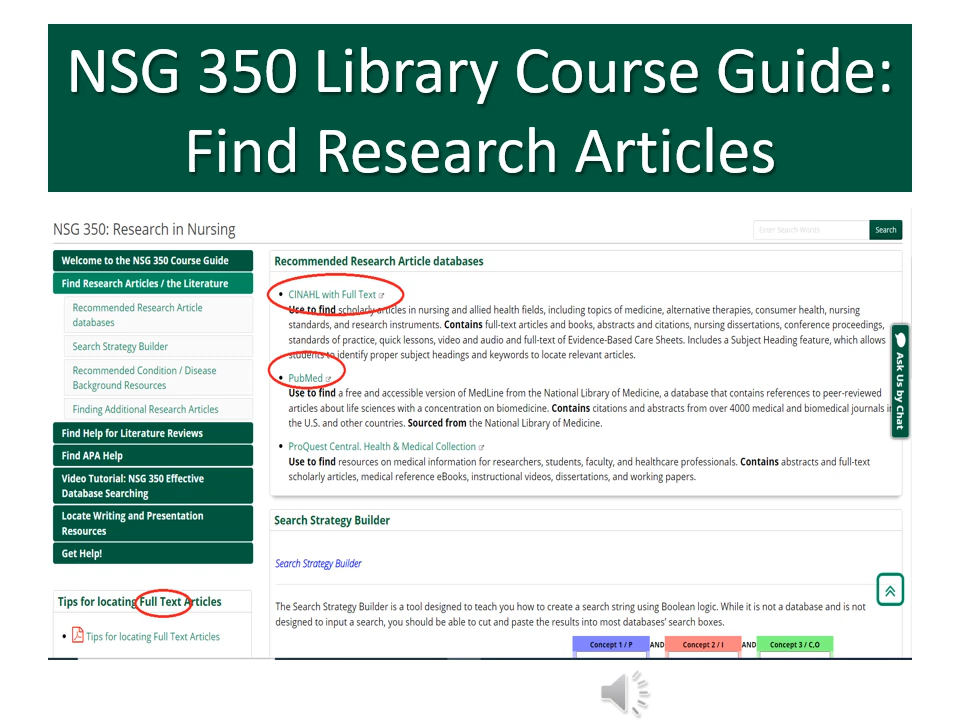 NSG 350 Library Course Guide:
Find Research Articles
NSG 350: Research in Nursing
Enter Search Words
Search
Welcome to the NSG 350 Course Guide
Find Research Articles / the Literature
Recommended Research Article
databases
Search Strategy Builder
Recommended Condition / Disease
Background Resources
Finding Additional Research Articles
Find Help for Literature Reviews
Find APA Help
Video Tutorial: NSG 350 Effective
Database Searching
Locate Writing and Presentation
Resources
Get Help!
Tips for locating Full Text Articles
• Tips for locating Full Text Articles
Recommended Research Article databases
• CINAHL with Full Text
Use to find scholarly articles in nursing and allied health fields, including topics of medicine, alternative therapies, consumer health, nursing
standards, and research instruments. Contains full-text articles and books, abstracts and citations, nursing dissertations, conference proceedings,
standards of practice, quick lessons, video and audio and full-text of Evidence-Based Care Sheets. Includes a Subject Heading feature, which allows
students to identify proper subject headings and keywords to locate relevant articles.
• PubMed
Use to find a free and accessible version of MedLine from the National Library of Medicine, a database that contains references to peer-reviewed
articles about life sciences with a concentration on biomedicine. Contains citations and abstracts from over 4000 medical and biomedical journals in
the U.S. and other countries. Sourced from the National Library of Medicine.
• ProQuest Central. Health & Medical Collection
Use to find resources on medical information for researchers, students, faculty, and healthcare professionals. Contains abstracts and full-text
scholarly articles, medical reference eBooks, instructional videos, dissertations, and working papers.
Search Strategy Builder
Search Strategy Builder
The Search Strategy Builder is a tool designed to teach you how to create a search string using Boolean logic. While it is not a database and is not
designed to input a search, you should be able to cut and paste the results into most databases' search boxes.
Concept 1 / P AND Concept 2 / I AND Concept 3 / C,O
Ask Us by Chat